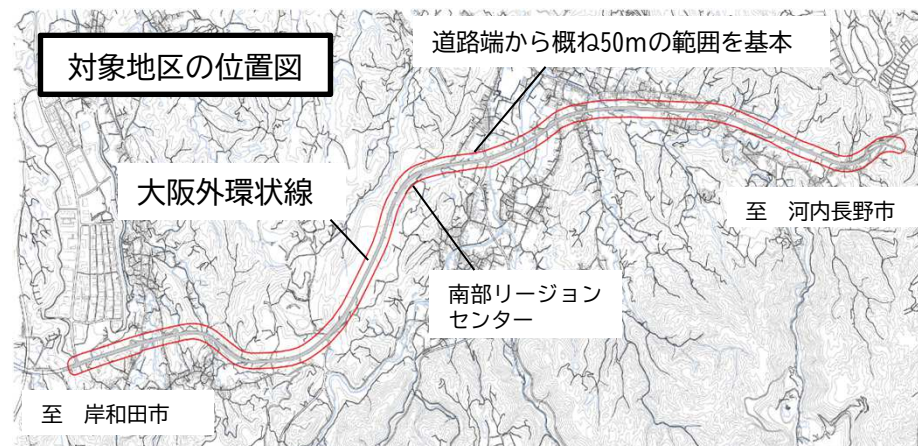 対象地区の位置図
道路端から概ね50mの範囲を基本
大阪外環状線
至　河内長野市
南部リージョン
センター
至　岸和田市